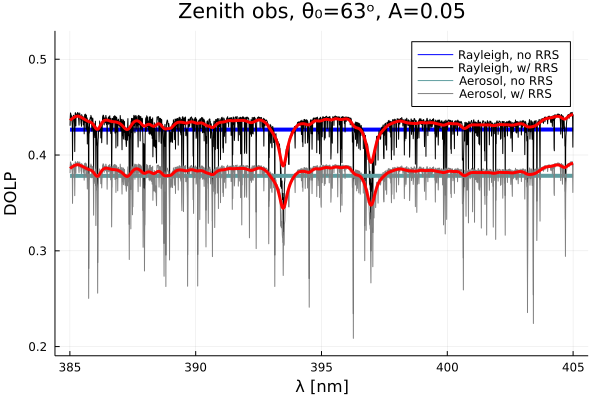 Zenith obs, θ₀=63ᵒ, A=0.05
Rayleigh, no RRS
Rayleigh, w/ RRS
Aerosol, no RRS
Aerosol, w/ RRS
DOLP
0.5
0.4
0.3
0.2
385
390
395
400
405
λ [nm]